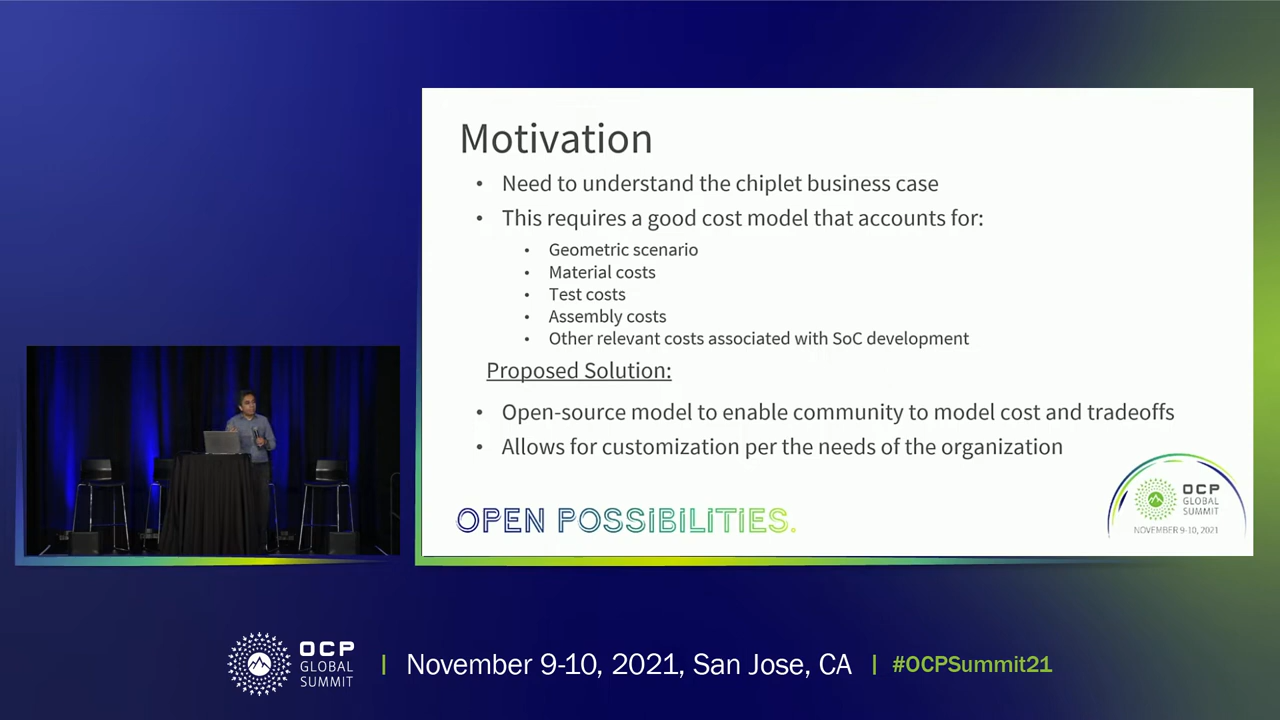 Motivation
• Need to understand the chiplet business case
• This requires a good cost model that accounts for:
• Geometric scenario
• Material costs
• Test costs
• Assembly costs
• Other relevant costs associated with SoC development
Proposed Solution:
• Open-source model to enable community to model cost and tradeoffs
• Allows for customization per the needs of the organization
OPEN POSSIBILITIES.
OCP
GLOBAL
SUMMIT
NOVEMBER 9-10, 2021
OCP
GLOBAL
SUMMIT
| November 9-10, 2021, San Jose, CA | #OCPSummit21